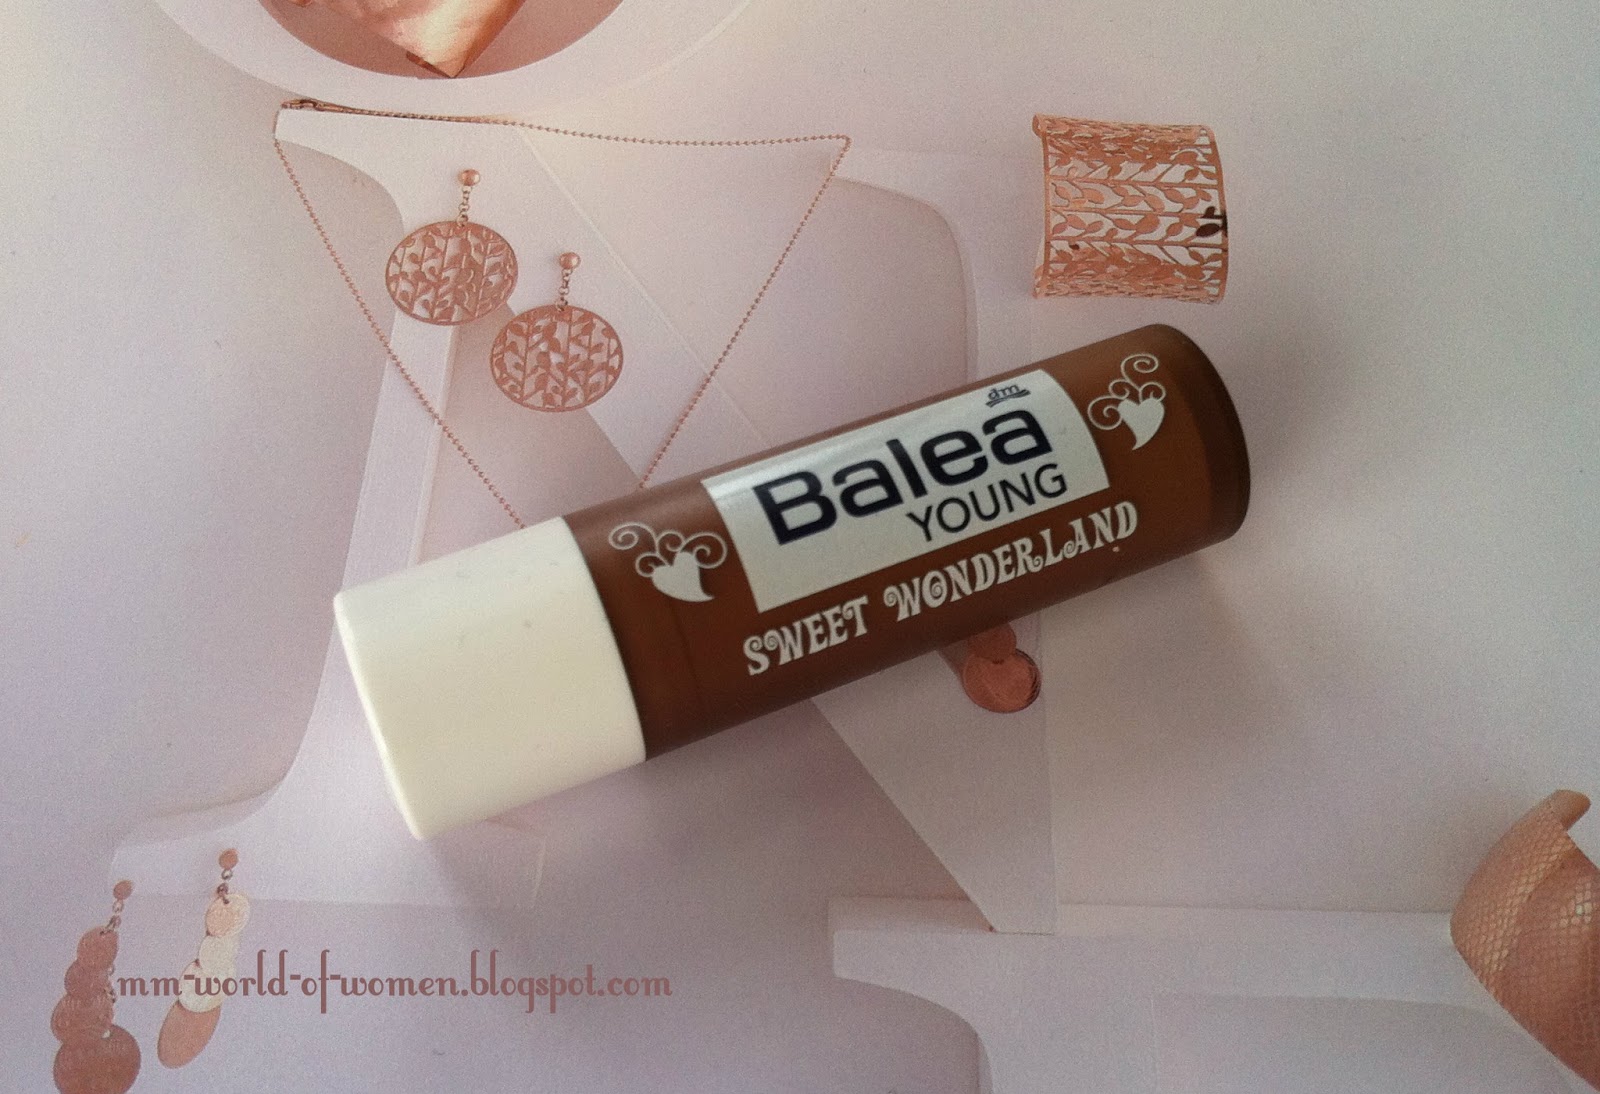 dm
Balea
YOUNG
SWEET WONDERLAND
mm-world-of-women.blogspot.com